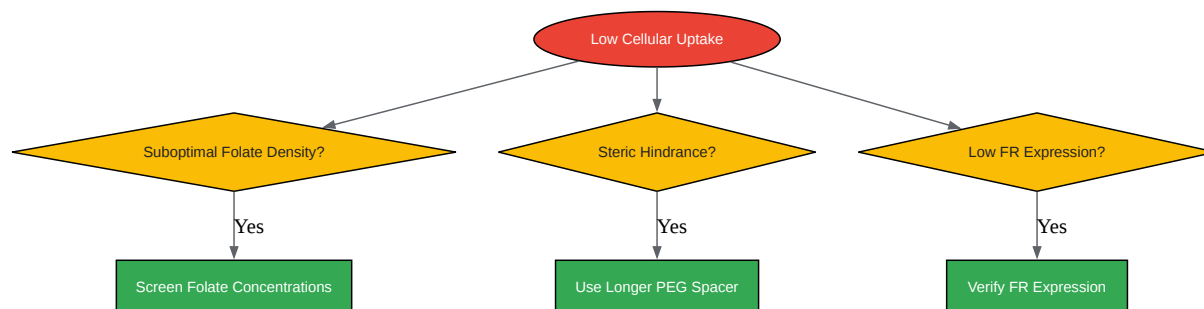 Low Cellular Uptake
Suboptimal Folate Density?
Steric Hindrance?
Low FR Expression?
Yes
Yes
Yes
Screen Folate Concentrations
Use Longer PEG Spacer
Verify FR Expression